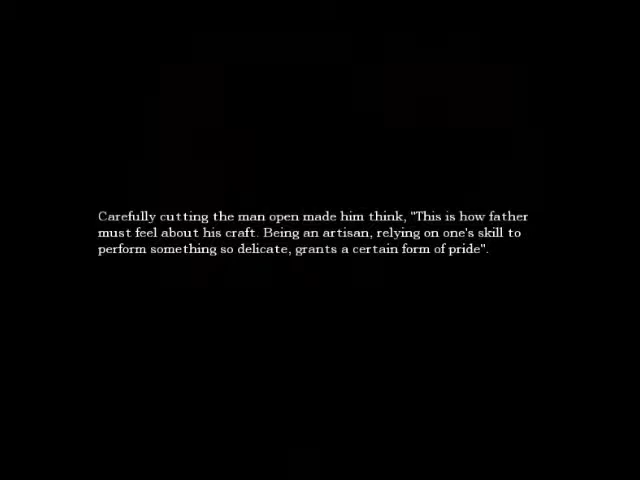 Carefully cutting the man open made him think, "This is how father
must feel about his craft. Being an artisan, relying on one's skill to
perform something so delicate, grants a certain form of pride".